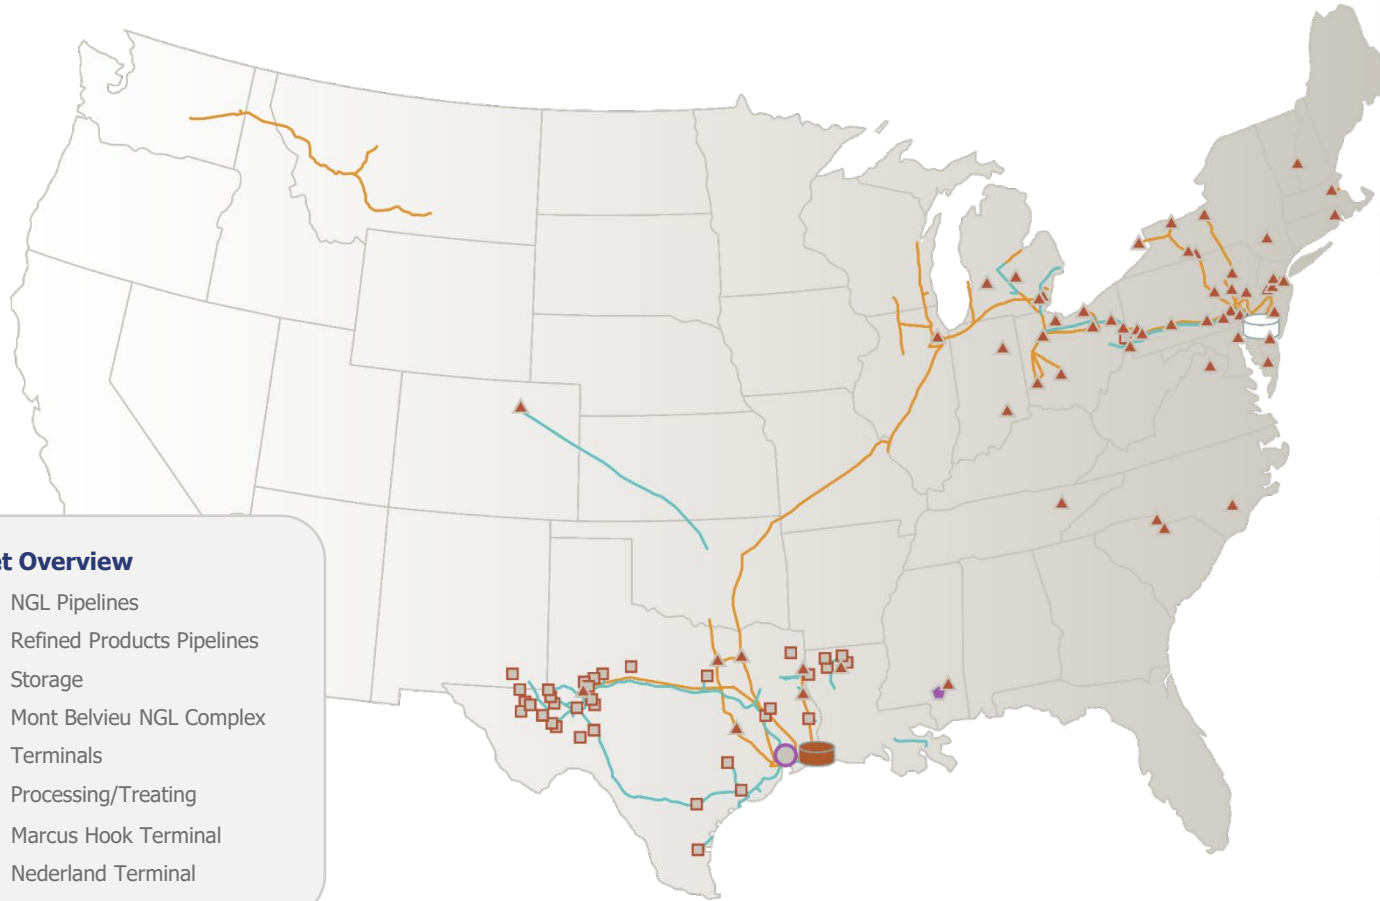 et Overview
NGL Pipelines
Refined Products Pipelines
Storage
Mont Belvieu NGL Complex
Terminals
Processing/Treating
Marcus Hook Terminal
Nederland Terminal